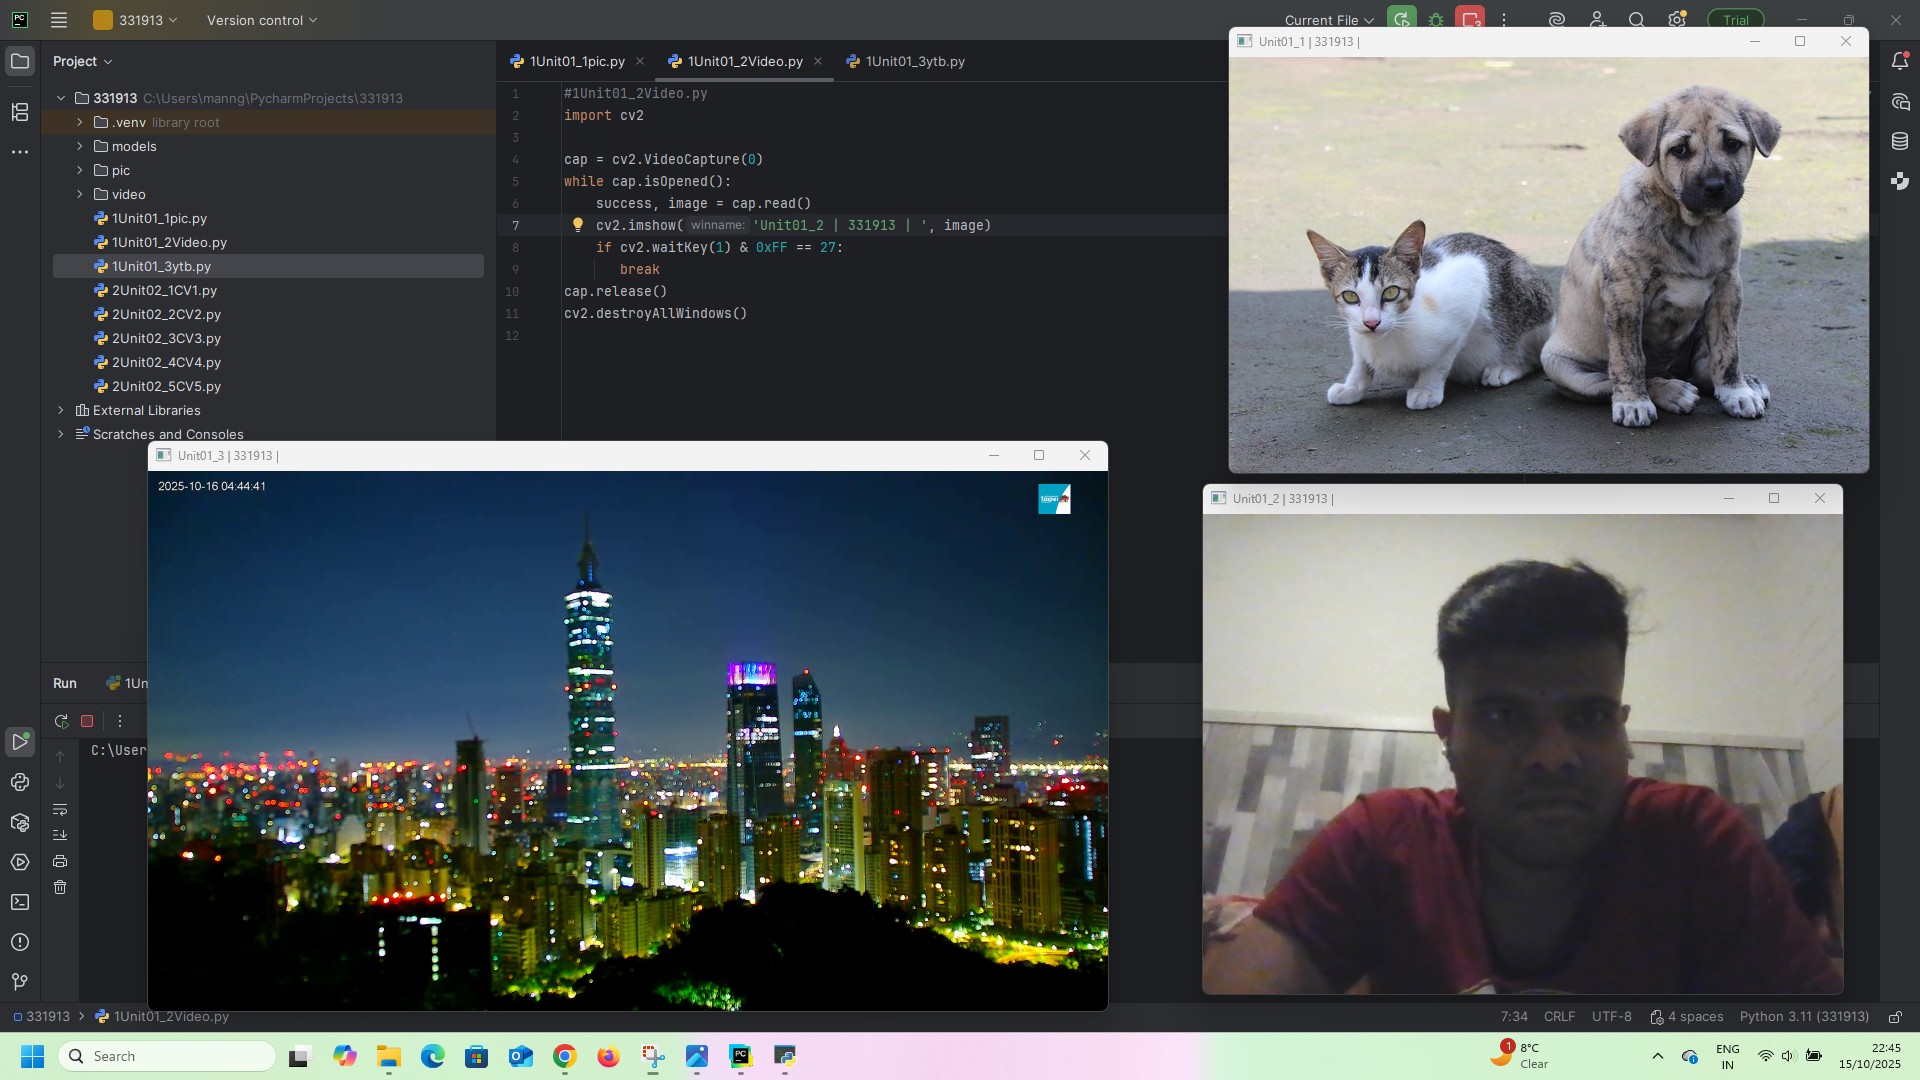 331913
Version control
Current File
Trial
Project
331913 C:\Users\manng\PycharmProjects\331913
.venv library root
models
pic
video
1Unit01_1pic.py
1Unit01_2Video.py
1Unit01_3ytb.py
2Unit02_1CV1.py
2Unit02_2CV2.py
2Unit02_3CV3.py
2Unit02_4CV4.py
2Unit02_5CV5.py
External Libraries
Scratches and Consoles
1Unit01_1pic.py
1Unit01_2Video.py
1Unit01_3ytb.py
1 #1Unit01_2Video.py
2 import cv2
3
4 cap = cv2.VideoCapture(0)
5 while cap.isOpened():
6 success, image = cap.read()
7 cv2.imshow( winname: 'Unit01_2 | 331913 | ', image)
8 if cv2.waitKey(1) & 0xFF == 27:
9 break
10 cap.release()
11 cv2.destroyAllWindows()
12
Unit01_1 | 331913 |
Unit01_3 | 331913 |
2025-10-16 04:44:41
Unit01_2 | 331913 |
Run
1Un
C:\User
331913 > 1Unit01_2Video.py
7:34 CRLF UTF-8 4 spaces Python 3.11 (331913)
Search
1
8°C
Clear
ENG
IN
22:45
15/10/2025